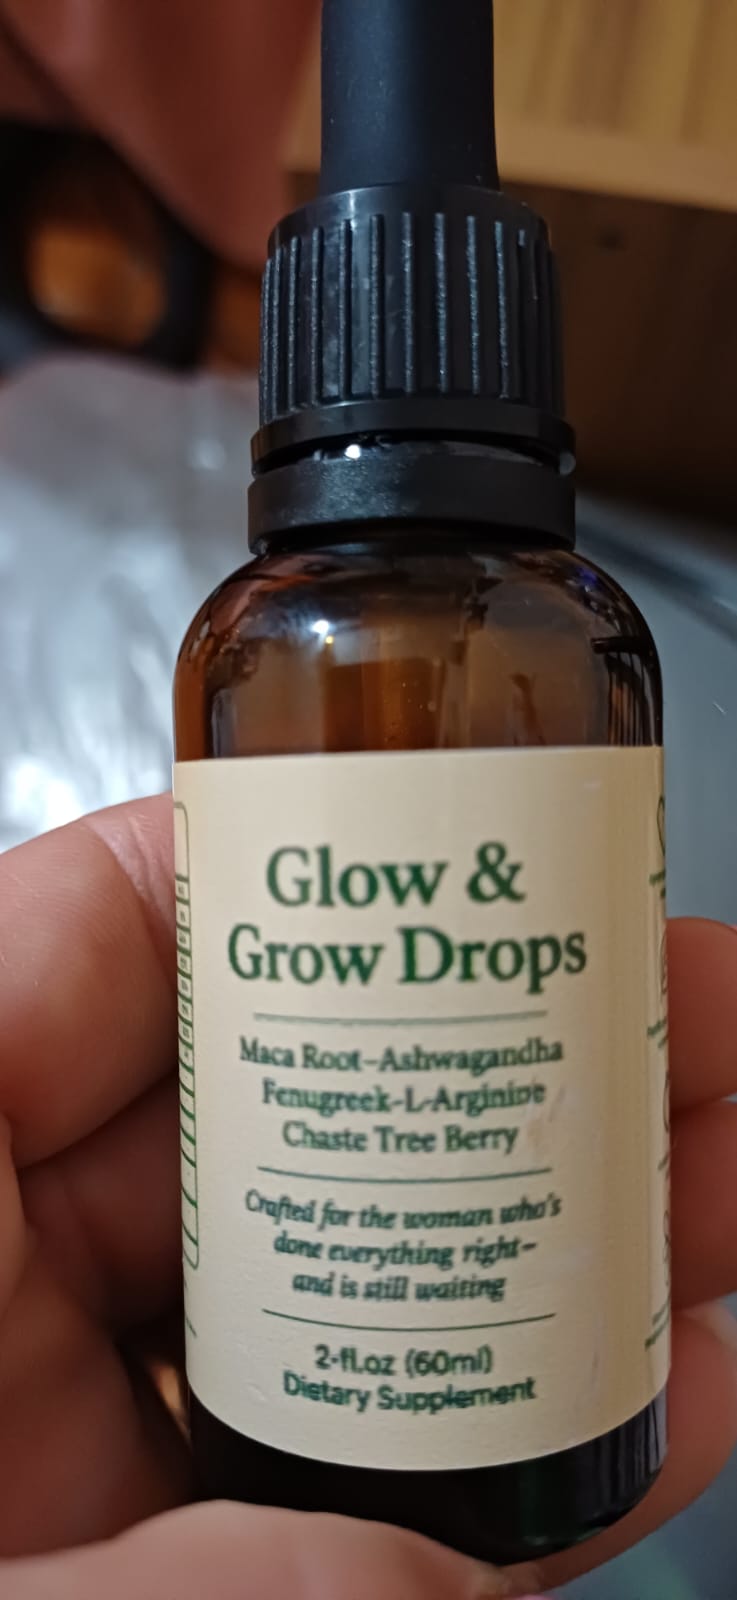 Glow &
Grow Drops
Maca Root-Ashwagandha
Fenugreek-L-Arginine
Chaste Tree Berry
Crafted for the woman who's
done everything right-
and is still waiting
2-fl.oz (60ml)
Dietary Supplement